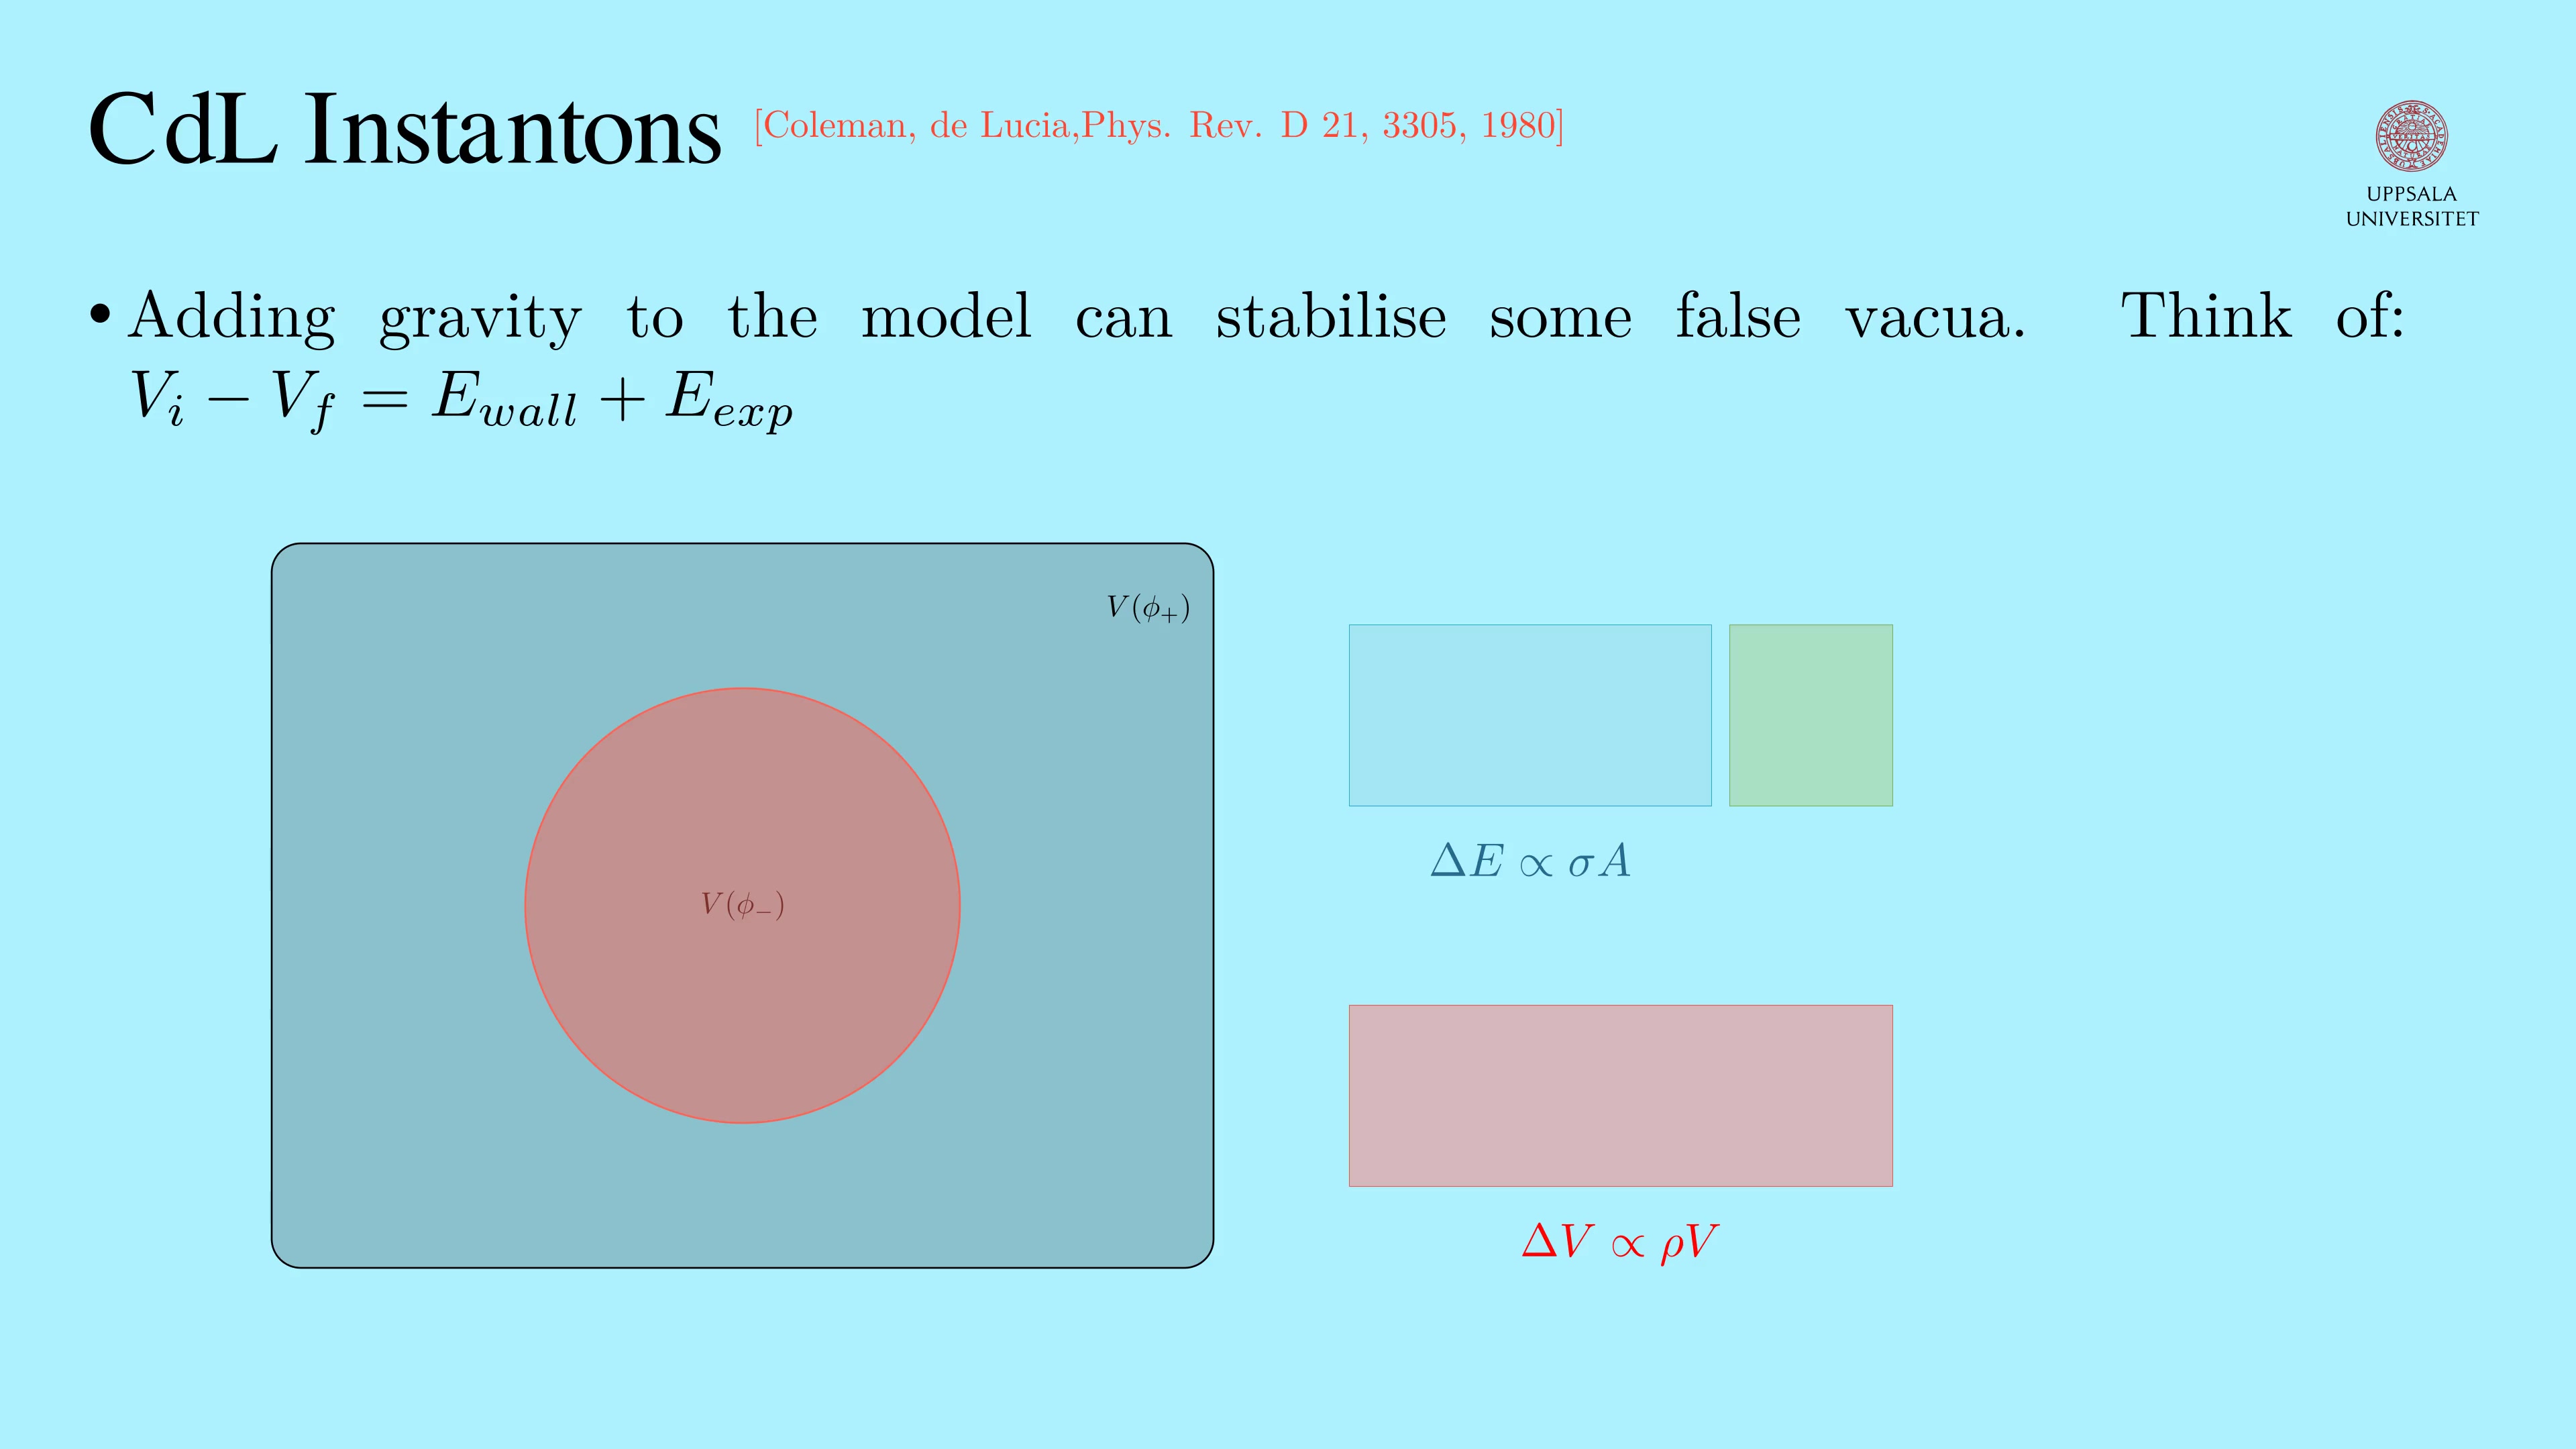 CdL Instantons [Coleman, de Lucia,Phys. Rev. D 21, 3305, 1980]
UPPSALA
UNIVERSITET
• Adding gravity to the model can stabilise some false vacua. Think of:
$V_i - V_f = E_{wall} + E_{exp}$
$V(\phi_+)$
$V(\phi_-)$
$\Delta E \propto \sigma A$
$\Delta V \propto \rho V$